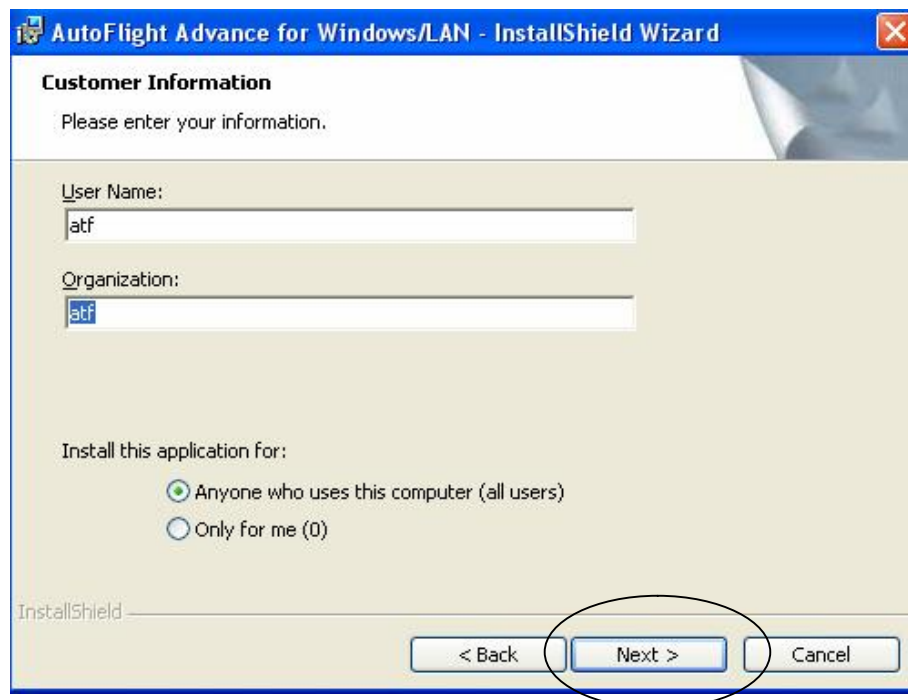 AutoFlight Advance for Windows/LAN - InstallShield Wizard
Customer Information
Please enter your information.
User Name:
atf
Organization:
atf
Install this application for:
Anyone who uses this computer (all users)
Only for me (0)
InstallShield
< Back Next > Cancel